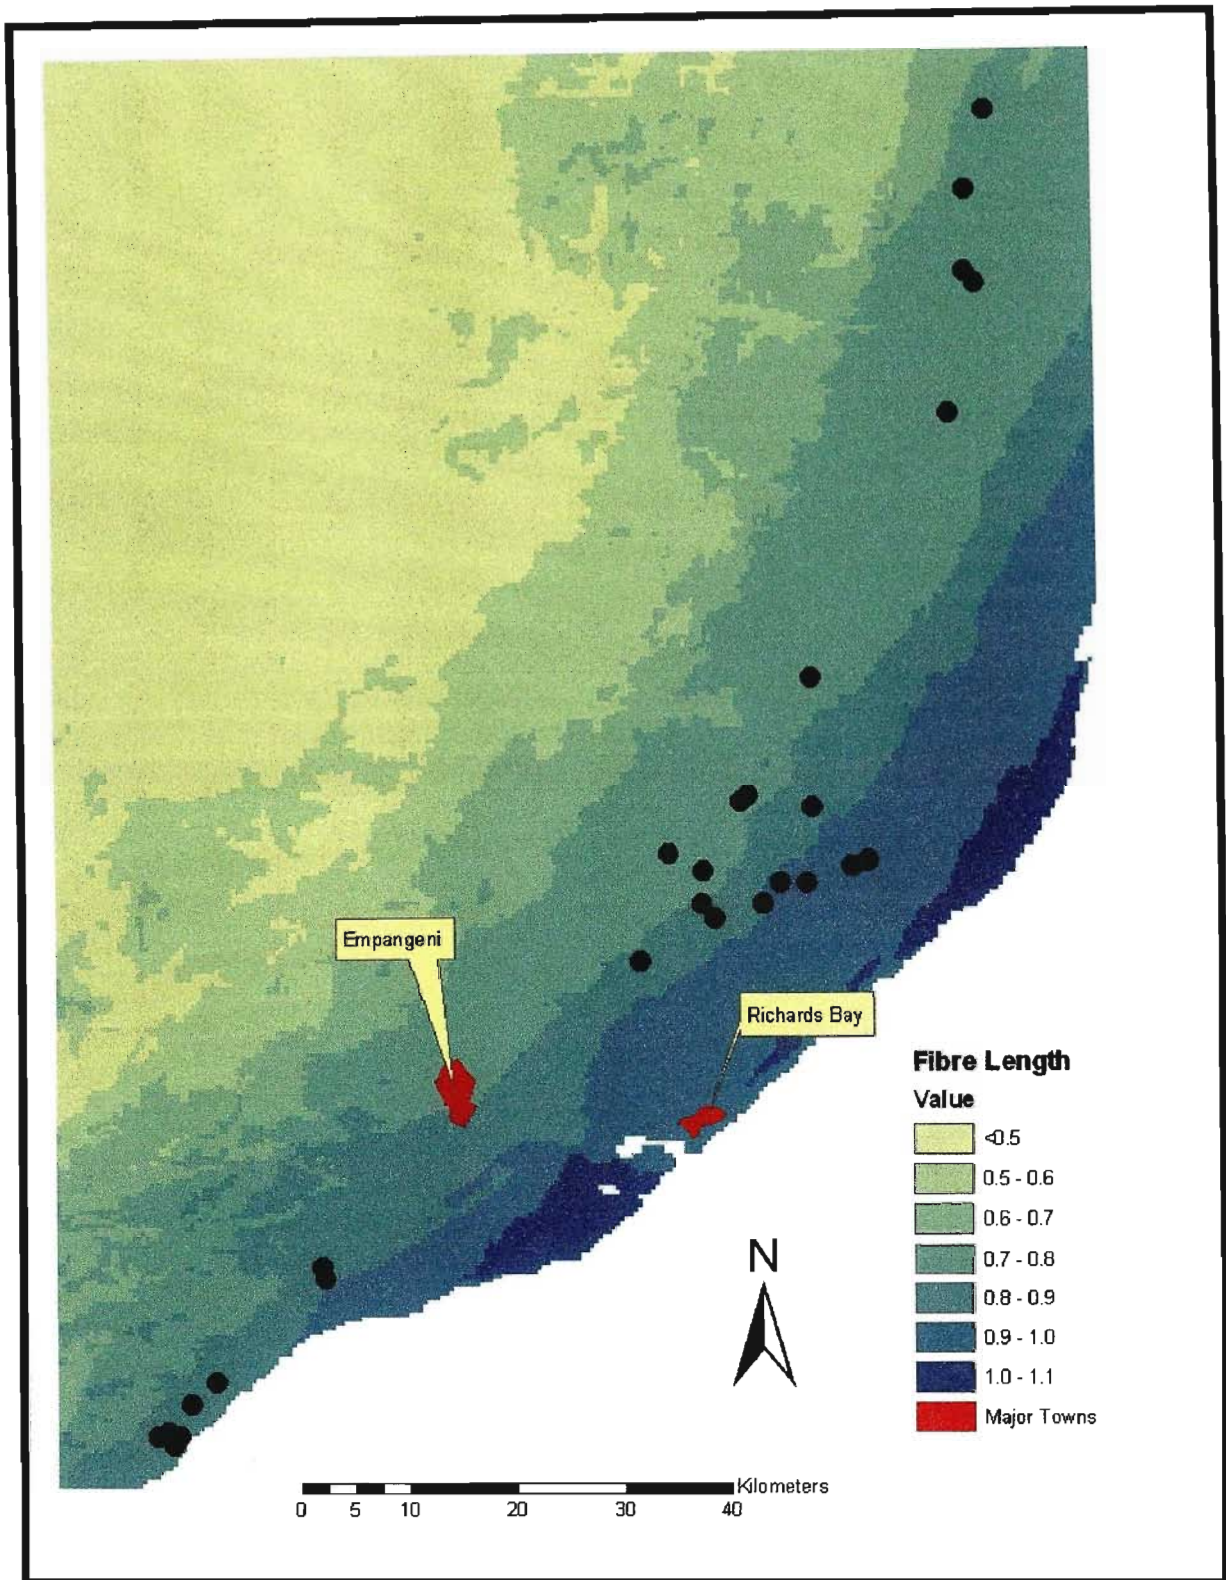 Empangeni
Richards Bay
Fibre Length
Value
<0.5
0.5 - 0.6
0.6 - 0.7
0.7 - 0.8
0.8 - 0.9
0.9 - 1.0
1.0 - 1.1
Major Towns
N
Kilometers
0 5 10 20 30 40